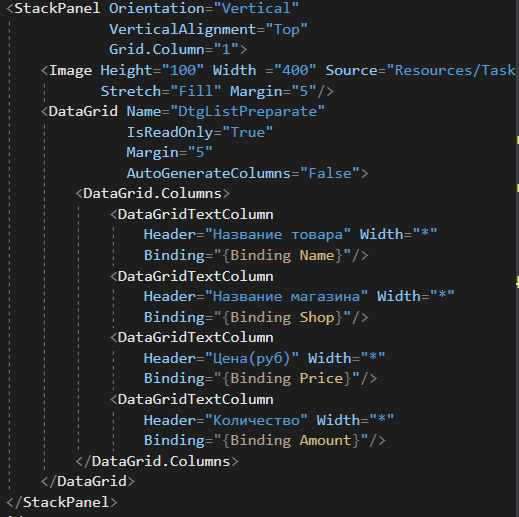 <StackPanel Orientation="Vertical"
VerticalAlignment="Top"
Grid.Column="1">
<Image Height="100" Width ="400" Source="Resources/Task
Stretch="Fill" Margin="5"/>
<DataGrid Name="DtgListPreparate"
IsReadOnly="True"
Margin="5"
AutoGenerateColumns="False">
<DataGrid.Columns>
<DataGridTextColumn
Header="Название товара" Width="*"
Binding="{Binding Name}"/>
<DataGridTextColumn
Header="Название магазина" Width="*"
Binding="{Binding Shop}"/>
<DataGridTextColumn
Header="Цена(руб)" Width="*"
Binding="{Binding Price}"/>
<DataGridTextColumn
Header="Количество" Width="*"
Binding="{Binding Amount}"/>
</DataGrid.Columns>
</DataGrid>
</StackPanel>